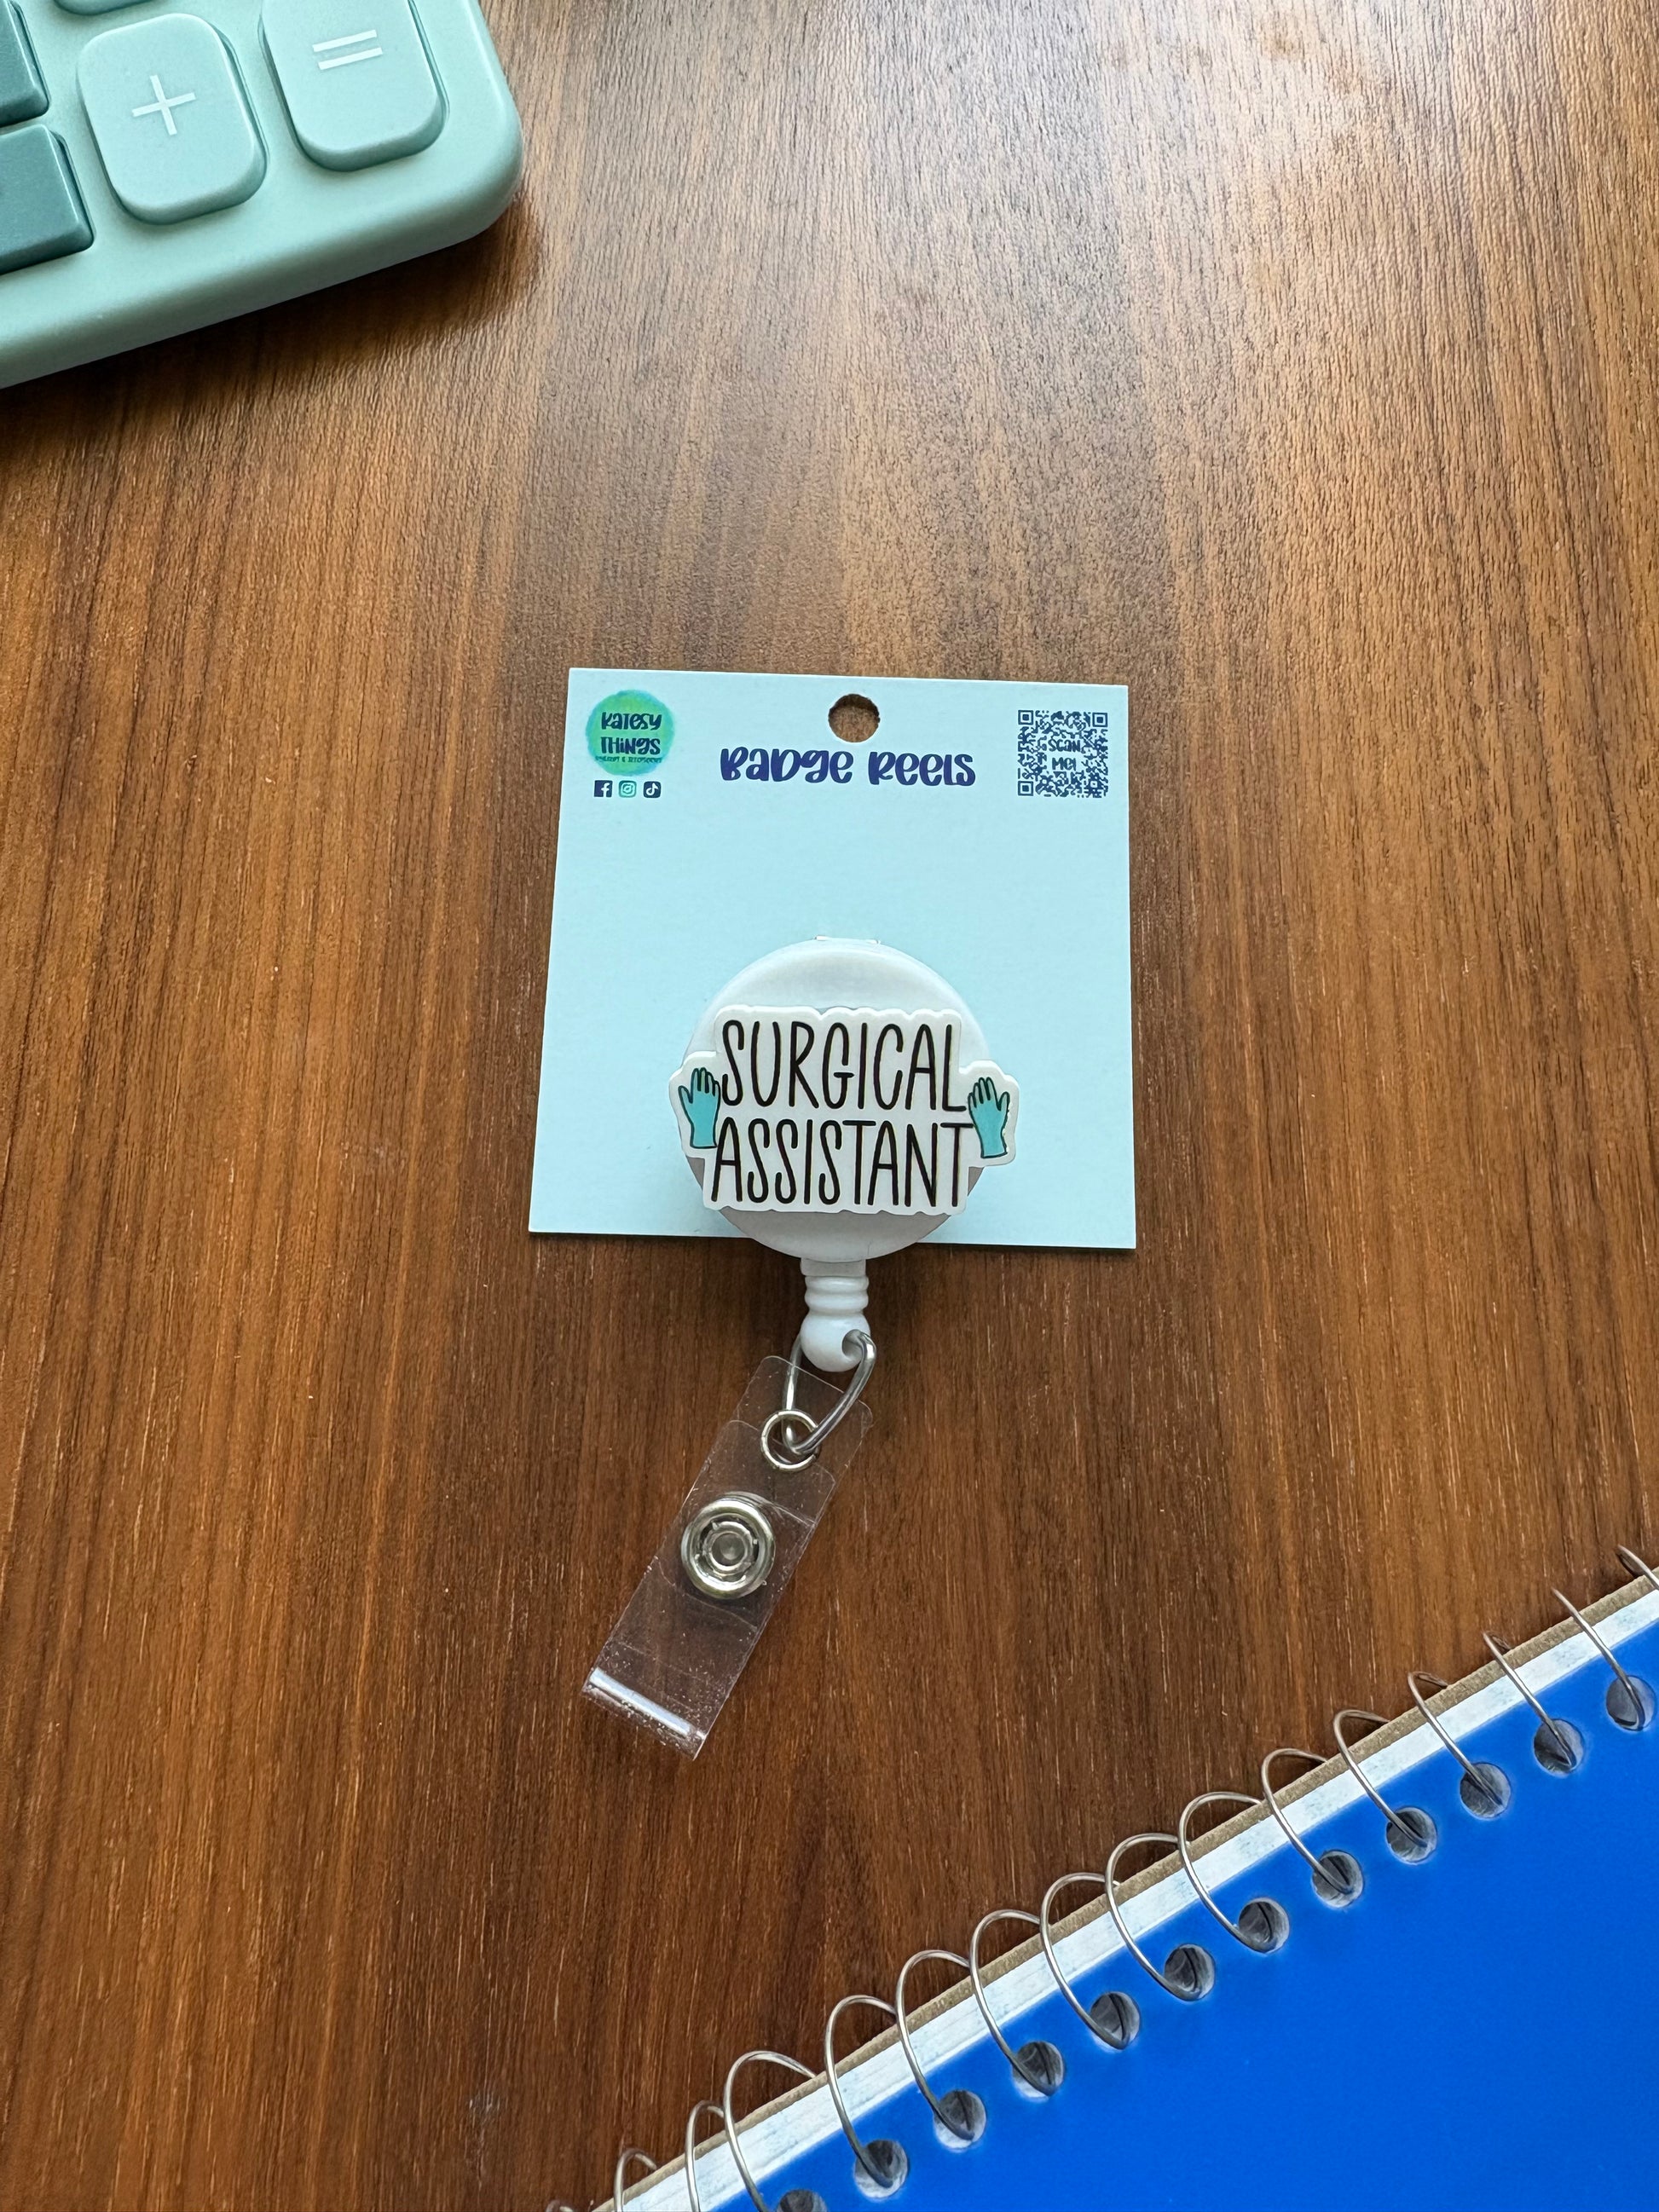 +
=
Katesy
Things
Badge Reels
SCAN
ME!
SURGICAL
ASSISTANT